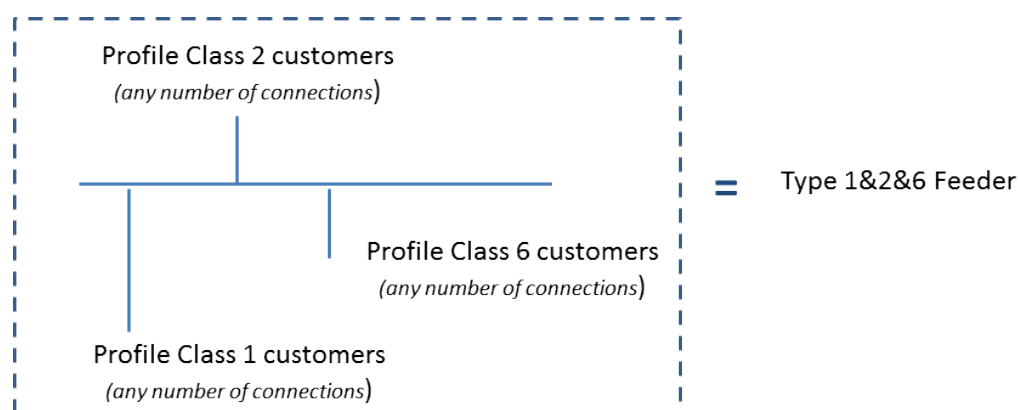 Profile Class 2 customers
(any number of connections)
=
Type 1&2&6 Feeder
Profile Class 6 customers
(any number of connections)
Profile Class 1 customers
(any number of connections)